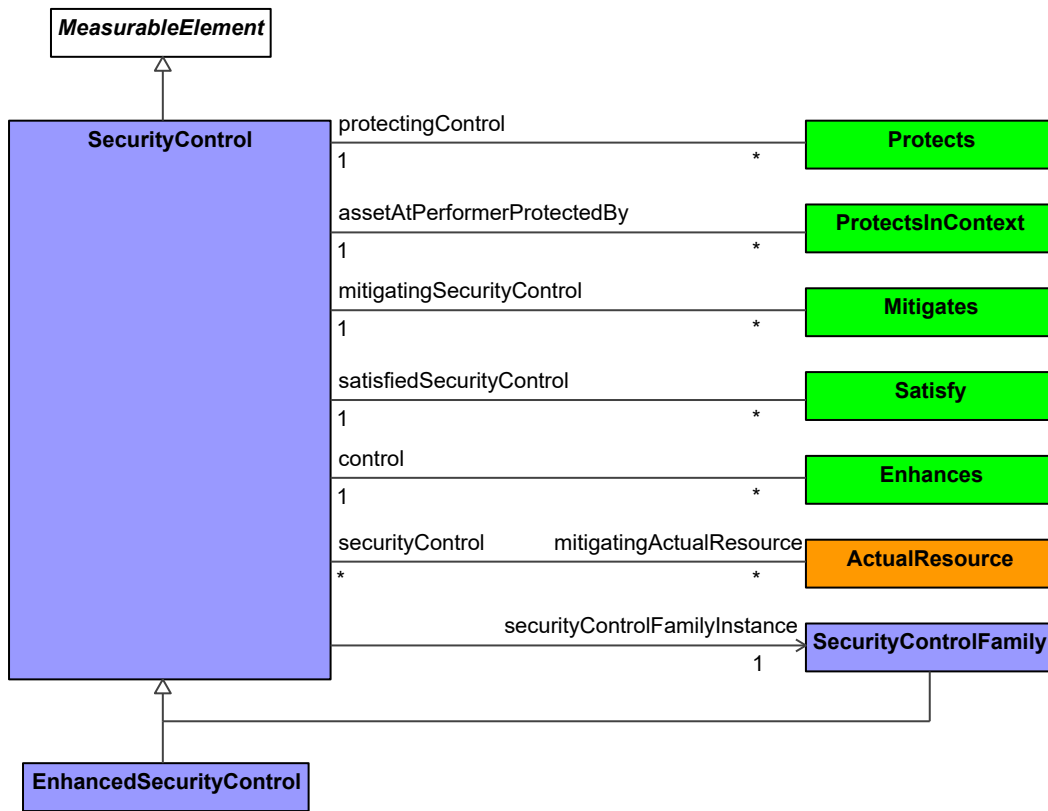 MeasurableElement
SecurityControl
protectingControl
1
*
Protects
assetAtPerformerProtectedBy
1
*
ProtectsInContext
mitigatingSecurityControl
1
*
Mitigates
satisfiedSecurityControl
1
*
Satisfy
control
1
*
Enhances
securityControl
mitigatingActualResource
*
*
ActualResource
securityControlFamilyInstance
1
SecurityControlFamily
EnhancedSecurityControl